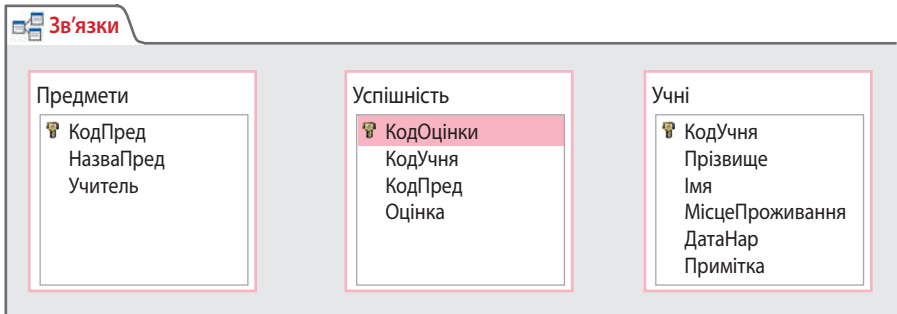 Зв’язки
Предмети
КодПред
НазваПред
Учитель
Успішність
КодОцінки
КодУчня
КодПред
Оцінка
Учні
КодУчня
Прізвище
Імя
МісцеПроживання
ДатаНар
Примітка